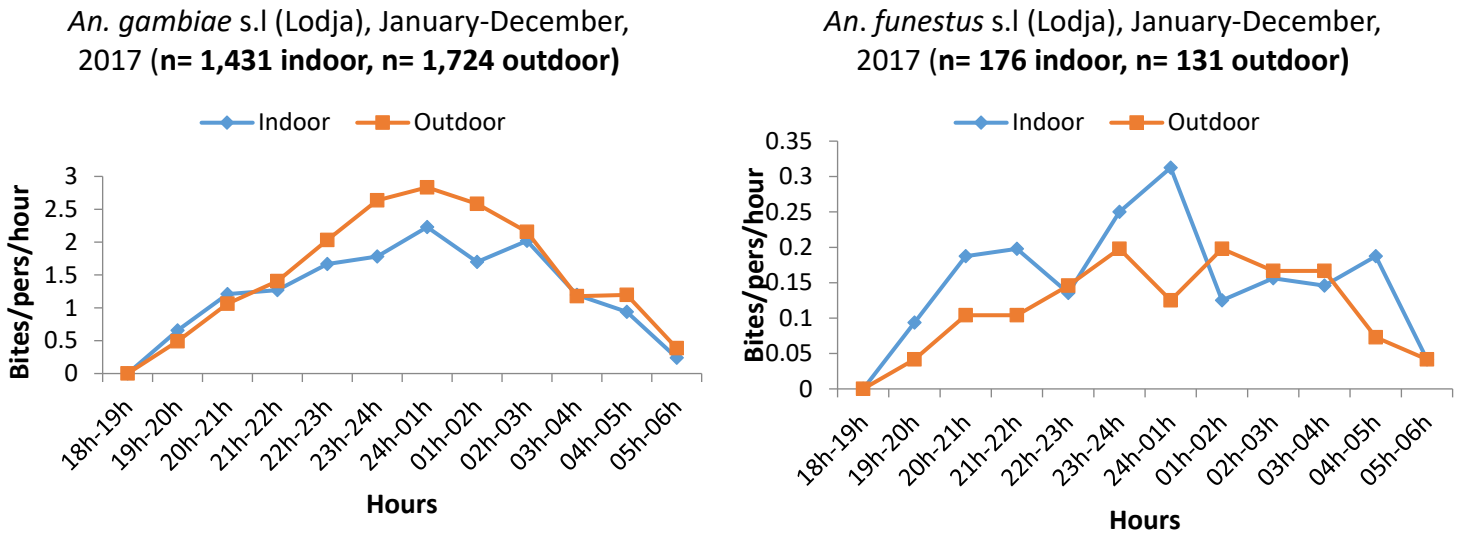 An. gambiae s.l (Lodja), January-December,
2017 (n= 1,431 indoor, n= 1,724 outdoor)
Indoor Outdoor
Bites/pers/hour
3
2.5
2
1.5
1
0.5
0
18h-19h
19h-20h
20h-21h
21h-22h
22h-23h
23h-24h
24h-01h
01h-02h
02h-03h
03h-04h
04h-05h
05h-06h
Hours
An. funestus s.l (Lodja), January-December,
2017 (n= 176 indoor, n= 131 outdoor)
Indoor Outdoor
Bites/pers/hour
0.35
0.3
0.25
0.2
0.15
0.1
0.05
0
18h-19h
19h-20h
20h-21h
21h-22h
22h-23h
23h-24h
24h-01h
01h-02h
02h-03h
03h-04h
04h-05h
05h-06h
Hours